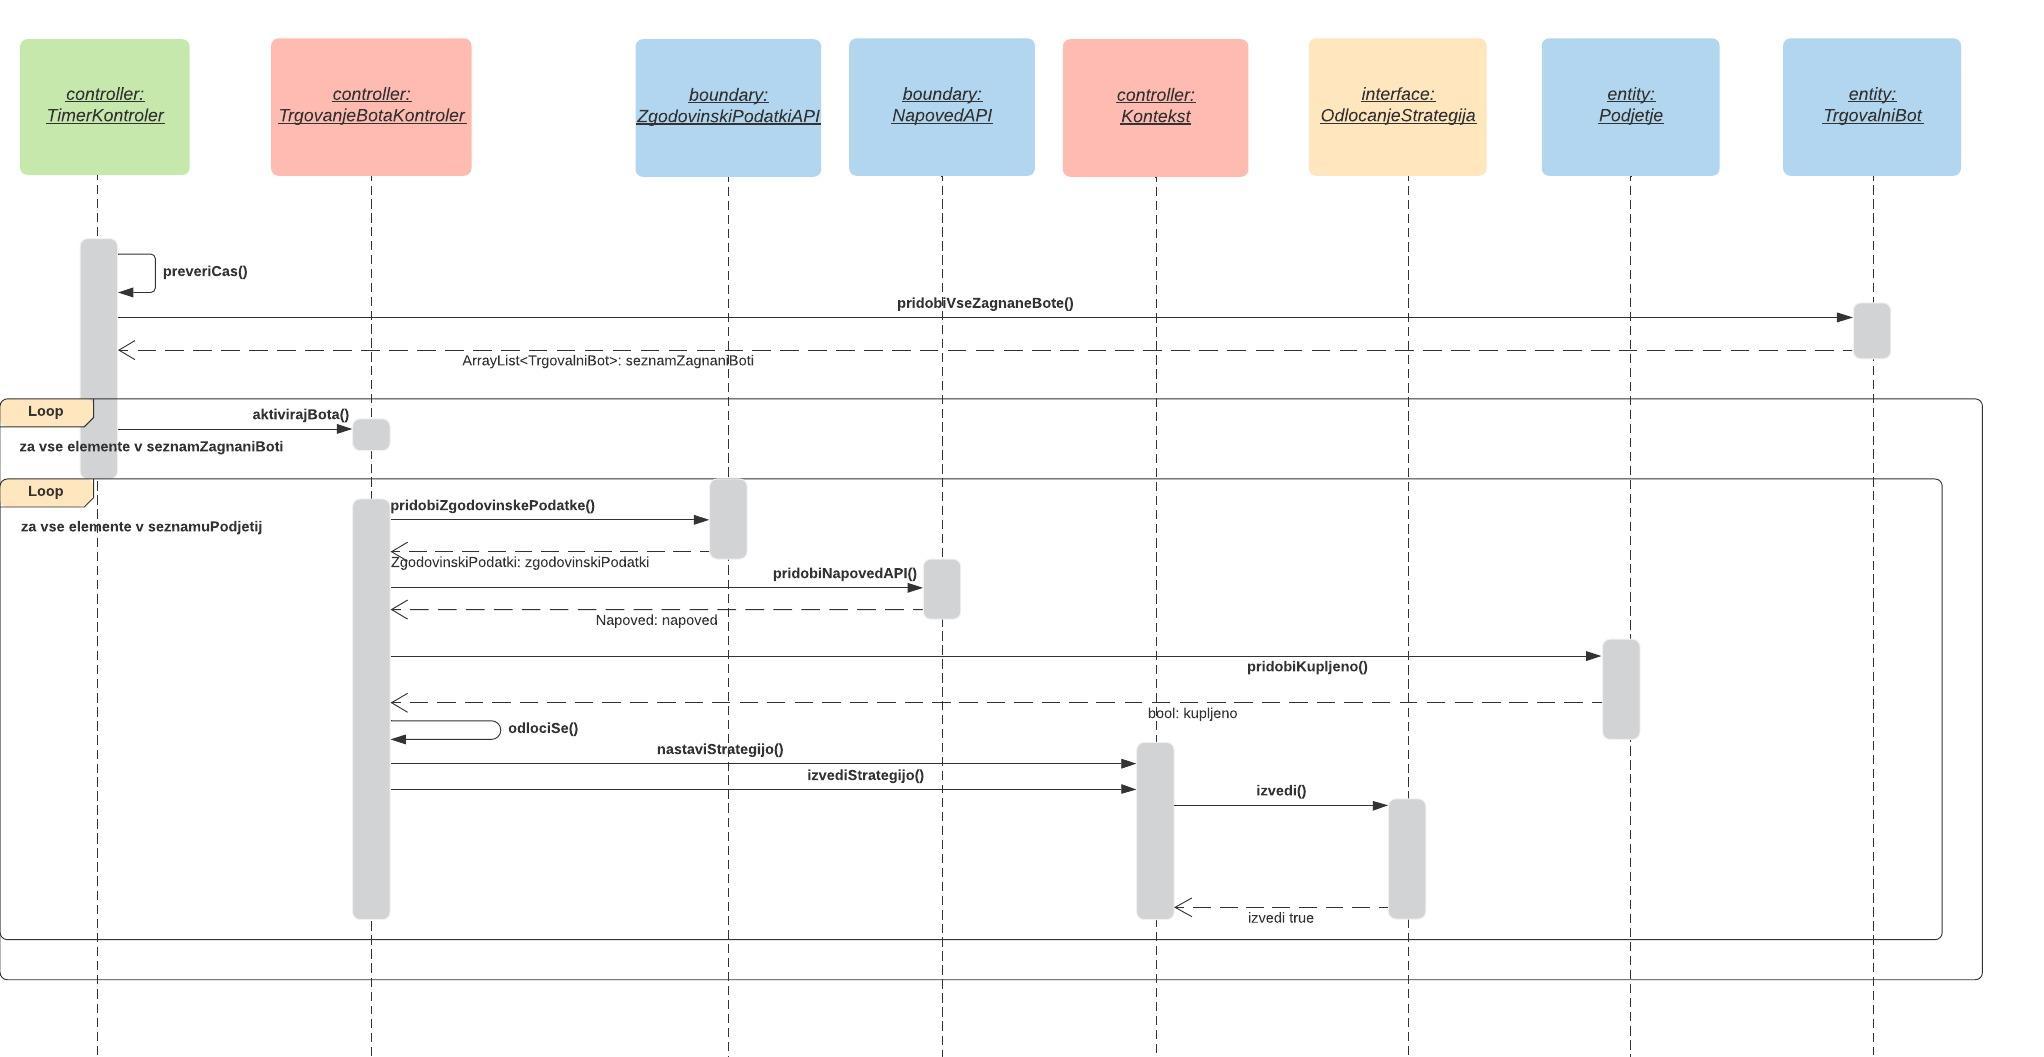 controller:
TimerKontroler
controller:
TrgovanjeBotaKontroler
boundary:
ZgodovinskiPodatkiAPI
boundary:
NapovedAPI
controller:
Kontekst
interface:
OdlocanjeStrategija
entity:
Podjetje
entity:
TrgovalniBot
preveriCas()
pridobiVseZagnaneBote()
ArrayList<TrgovalniBot>: seznamZagnaniBoti
Loop
aktivirajBota()
za vse elemente v seznamZagnaniBoti
Loop
pridobiZgodovinskePodatke()
za vse elemente v seznamuPodjetij
ZgodovinskiPodatki: zgodovinskiPodatki
pridobiNapovedAPI()
Napoved: napoved
pridobiKupljeno()
bool: kupljeno
odlociSe()
nastaviStrategijo()
izvediStrategijo()
izvedi()
izvedi true